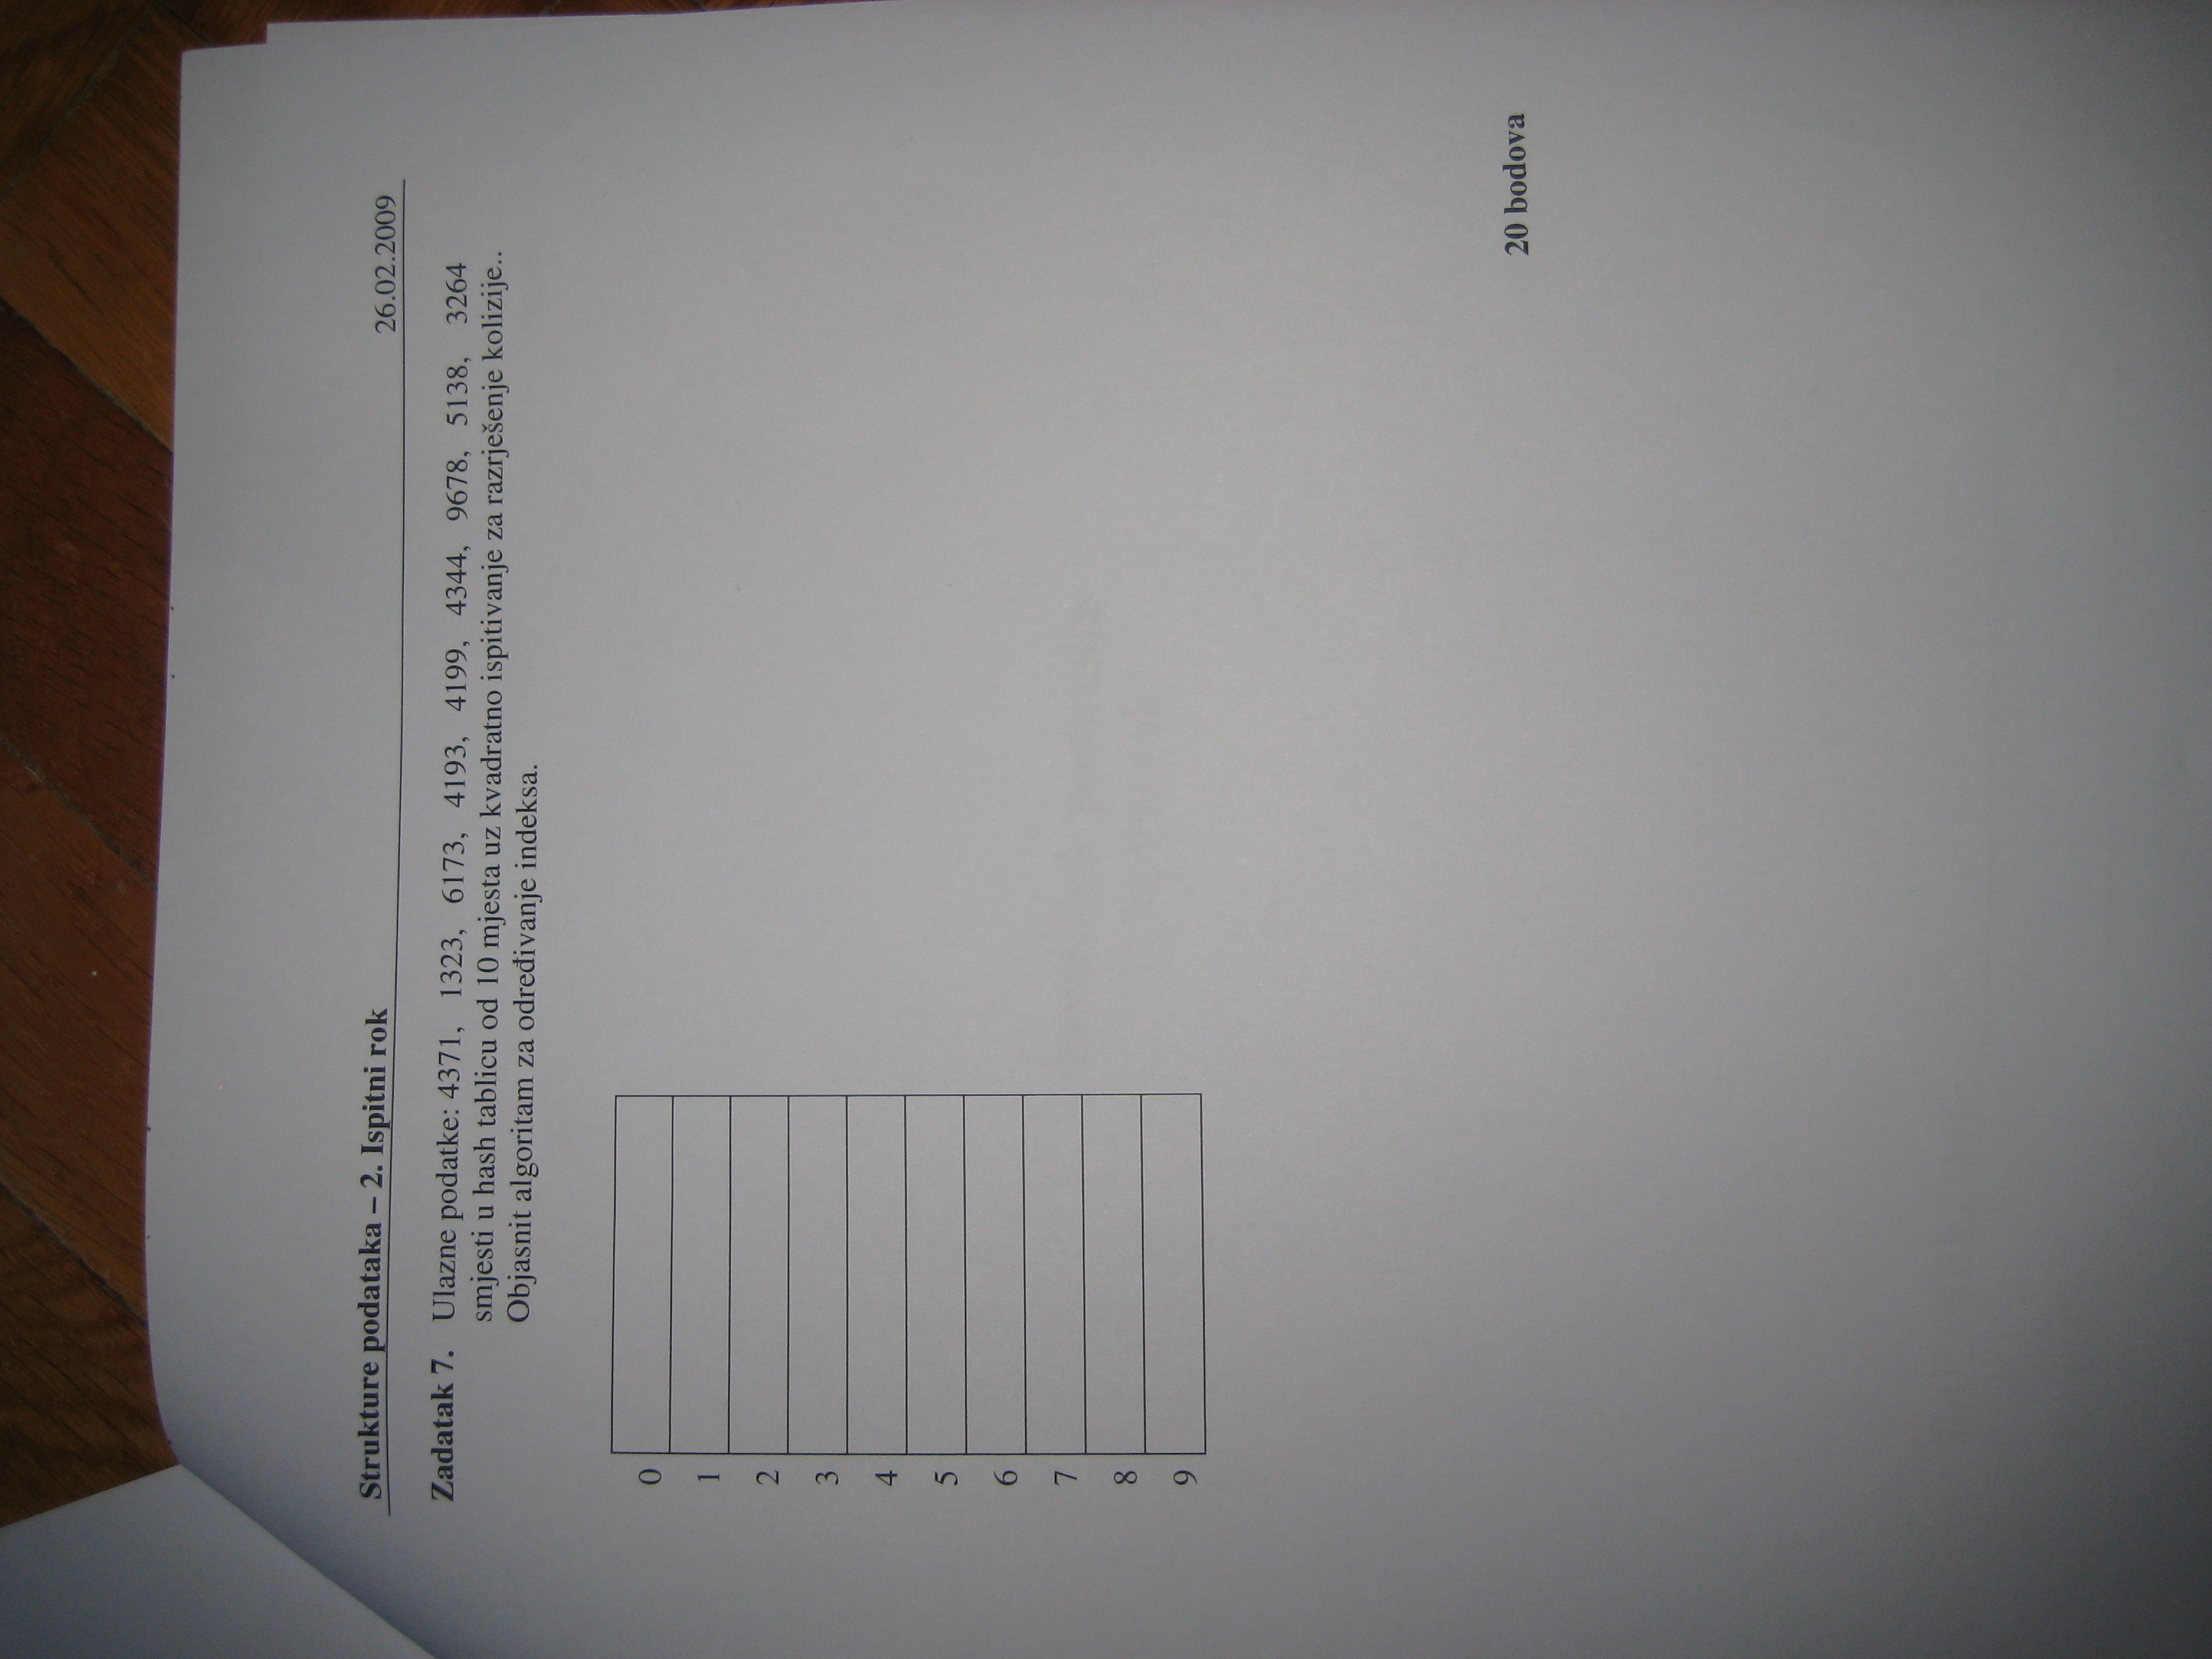 Strukture podataka – 2. Ispitni rok 26.02.2009
Zadatak 7. Ulazne podatke: 4371, 1323, 6173, 4193, 4199, 4344, 9678, 5138, 3264
smjesti u hash tablicu od 10 mjesta uz kvadratno ispitivanje za razrješenje kolizije..
Objasnit algoritam za određivanje indeksa.
0
1
2
3
4
5
6
7
8
9
20 bodova